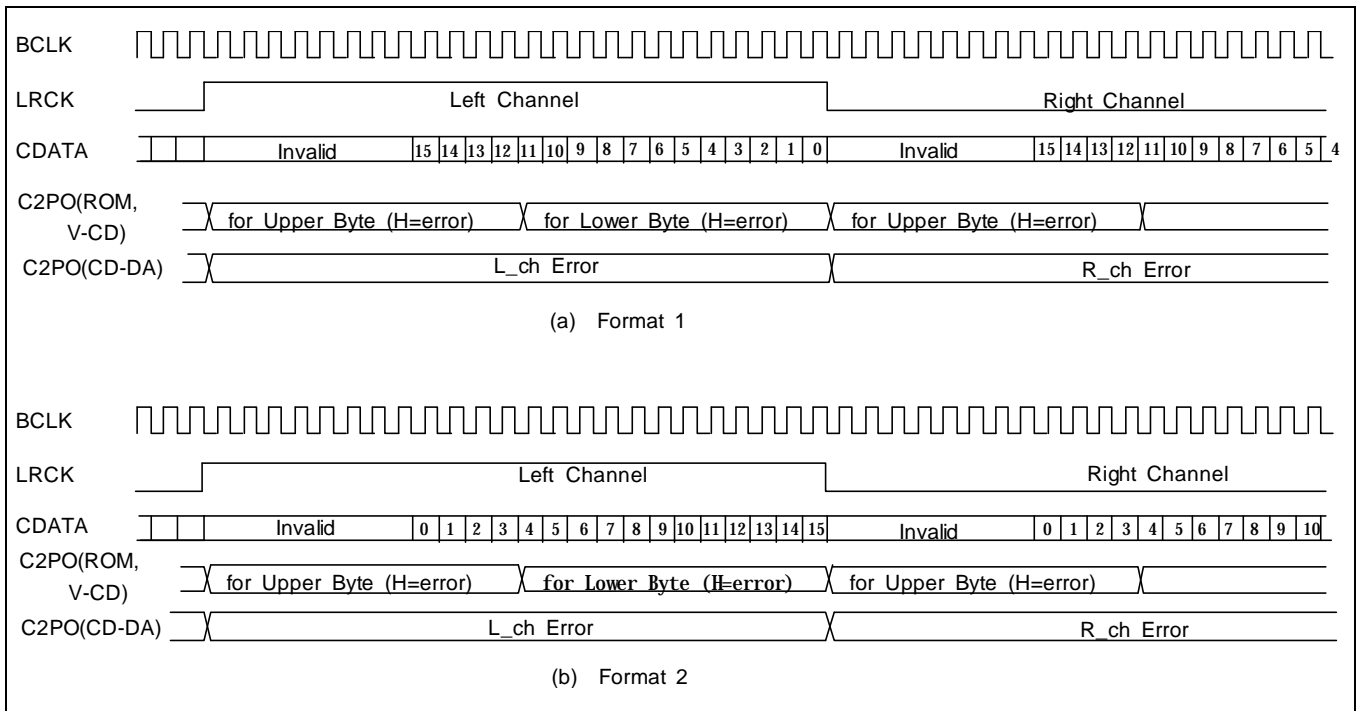 BCLK
LRCK Left Channel Right Channel
CDATA Invalid 15 14 13 12 11 10 9 8 7 6 5 4 3 2 1 0 Invalid 15 14 13 12 11 10 9 8 7 6 5 4
C2PO(ROM,
V-CD) for Upper Byte (H=error) for Lower Byte (H=error) for Upper Byte (H=error)
C2PO(CD-DA) L_ch Error R_ch Error
(a) Format 1
BCLK
LRCK Left Channel Right Channel
CDATA Invalid 0 1 2 3 4 5 6 7 8 9 10 11 12 13 14 15 Invalid 0 1 2 3 4 5 6 7 8 9 10
C2PO(ROM,
V-CD) for Upper Byte (H=error) for Lower Byte (H=error) for Upper Byte (H=error)
C2PO(CD-DA) L_ch Error R_ch Error
(b) Format 2